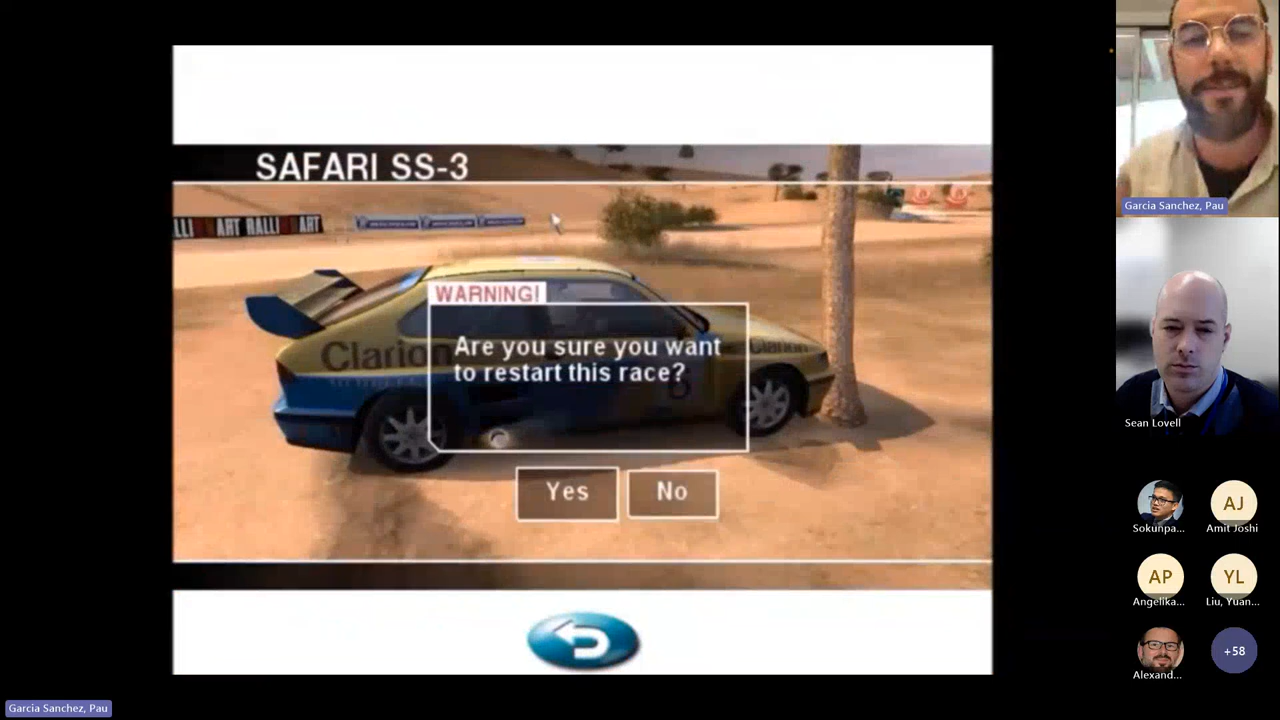 SAFARI SS-3
ART RALLI ART
WARNING!
Are you sure you want
to restart this race?
Clarion
Clarion
Yes
No
Garcia Sanchez, Pau
Sean Lovell
Sokunpa...
AJ
Amit Joshi
AP
Angelika...
YL
Liu, Yuan...
Alexand...
+58
Garcia Sanchez, Pau